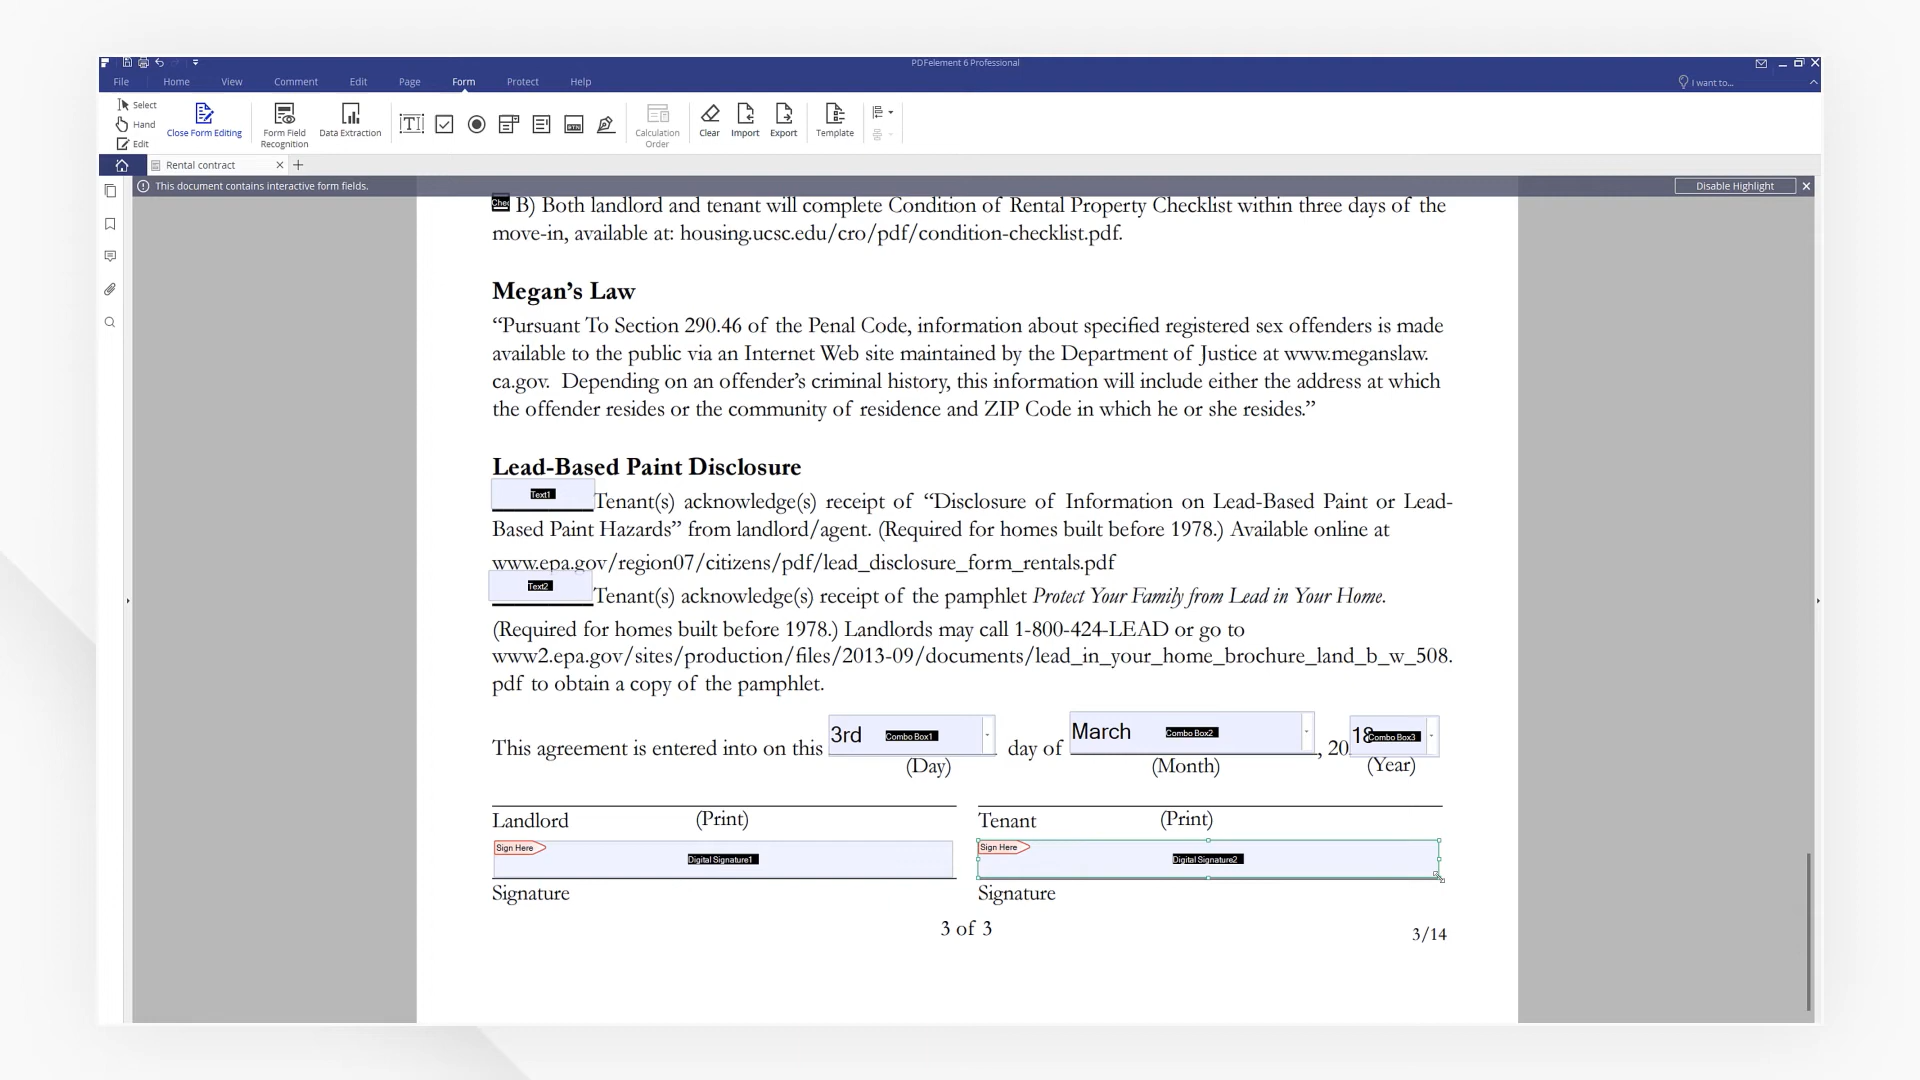 PDFelement 6 Professional
File Home View Comment Edit Page Form Protect Help I want to...
Select
Hand
Edit
Close Form Editing
Form Field Recognition
Data Extraction
BTN
Calculation Order
Clear
Import
Export
Template
Rental contract
This document contains interactive form fields.
Disable Highlight
B) Both landlord and tenant will complete Condition of Rental Property Checklist within three days of the
move-in, available at: housing.ucsc.edu/cro/pdf/condition-checklist.pdf.
Megan’s Law
“Pursuant To Section 290.46 of the Penal Code, information about specified registered sex offenders is made
available to the public via an Internet Web site maintained by the Department of Justice at www.meganslaw.
ca.gov. Depending on an offender’s criminal history, this information will include either the address at which
the offender resides or the community of residence and ZIP Code in which he or she resides.”
Lead-Based Paint Disclosure
Text1 Tenant(s) acknowledge(s) receipt of “Disclosure of Information on Lead-Based Paint or Lead-
Based Paint Hazards” from landlord/agent. (Required for homes built before 1978.) Available online at
www.epa.gov/region07/citizens/pdf/lead_disclosure_form_rentals.pdf
Text2 Tenant(s) acknowledge(s) receipt of the pamphlet Protect Your Family from Lead in Your Home.
(Required for homes built before 1978.) Landlords may call 1-800-424-LEAD or go to
www2.epa.gov/sites/production/files/2013-09/documents/lead_in_your_home_brochure_land_b_w_508.
pdf to obtain a copy of the pamphlet.
This agreement is entered into on this 3rd Combo Box1 day of March Combo Box2 , 20 18 Combo Box3
(Day) (Month) (Year)
Landlord (Print) Tenant (Print)
Sign Here Digital Signature1 Sign Here Digital Signature2
Signature Signature
3 of 3
3/14